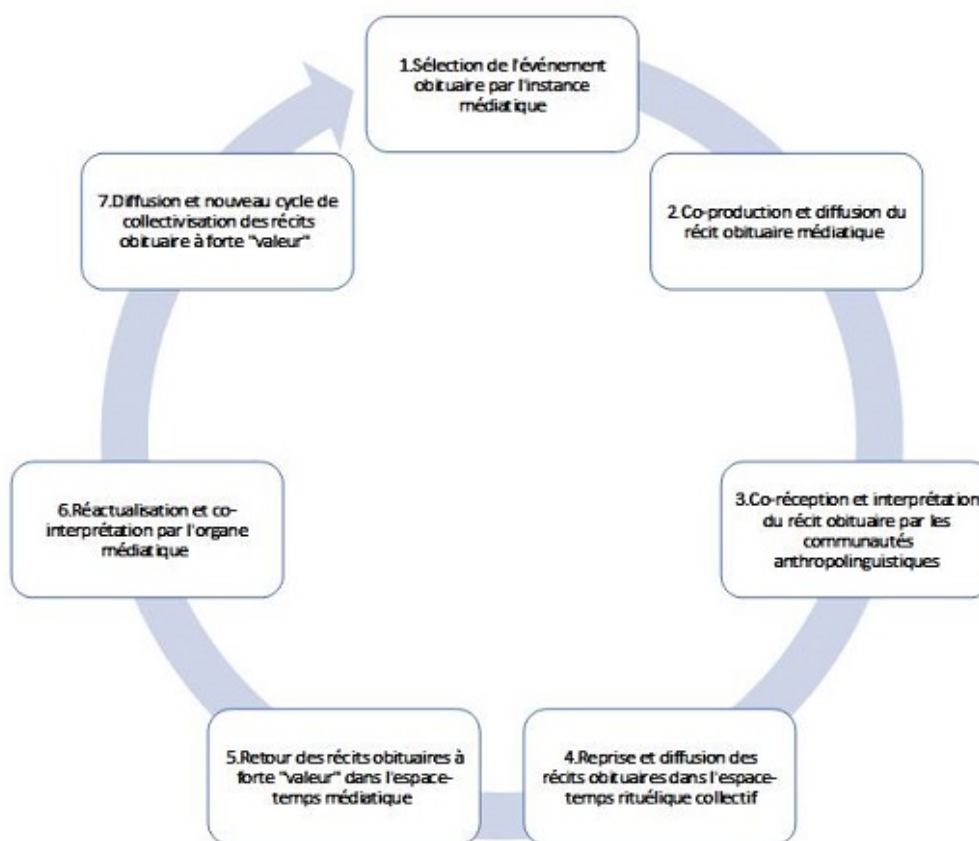 1.Sélection de l'événement
obituaire par l'instance
médiatique
2.Co-production et diffusion du
récit obituaire médiatique
3.Co-réception et interprétation
du récit obituaire par les
communautés
anthropolinguistiques
4.Reprise et diffusion des
récits obituaires dans l'espace-
temps rituélique collectif
5.Retour des récits obituaires à
forte "valeur" dans l'espace-
temps médiatique
6.Réactualisation et co-
interprétation par l'organe
médiatique
7.Diffusion et nouveau cycle de
collectivisation des récits
obituaire à forte "valeur"